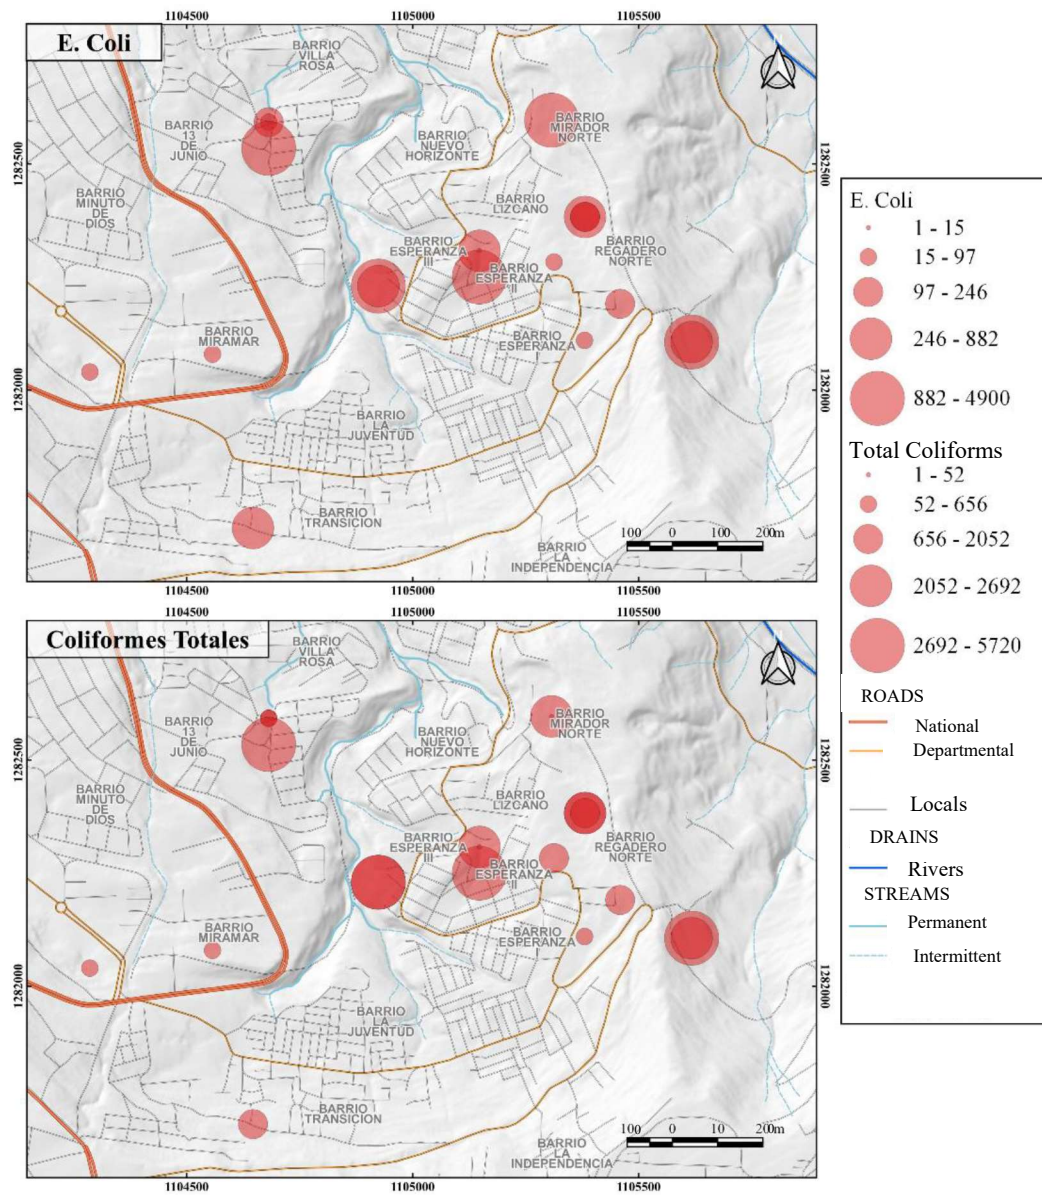 1104500
1105000
1105500
E. Coli
BARRIO
VILLA
ROSA
BARRIO
13
DE
JUNIO
BARRIO
MIRADOR
NORTE
BARRIO
NUEVO
HORIZONTE
1282500
1282500
BARRIO
MINUTO
DE
DIOS
BARRIO
LIZCANO
BARRIO
ESPERANZA
III
BARRIO
REGADERO
NORTE
BARRIO
ESPERANZA
II
BARRIO
MIRAMAR
BARRIO
ESPERANZA
1282000
1282000
BARRIO
LA
JUVENTUD
BARRIO
TRANSICION
BARRIO
LA
INDEPENDENCIA
100 0 100 200m
1104500
1105000
1105500
1104500
1105000
1105500
Coliformes Totales
BARRIO
VILLA
ROSA
BARRIO
13
DE
JUNIO
BARRIO
MIRADOR
NORTE
BARRIO
NUEVO
HORIZONTE
1282500
1282500
BARRIO
MINUTO
DE
DIOS
BARRIO
LIZCANO
BARRIO
ESPERANZA
III
BARRIO
REGADERO
NORTE
BARRIO
ESPERANZA
II
BARRIO
MIRAMAR
BARRIO
ESPERANZA
1282000
1282000
BARRIO
LA
JUVENTUD
BARRIO
TRANSICION
BARRIO
LA
INDEPENDENCIA
100 0 10 200m
1104500
1105000
1105500
E. Coli
1 - 15
15 - 97
97 - 246
246 - 882
882 - 4900
Total Coliforms
1 - 52
52 - 656
656 - 2052
2052 - 2692
2692 - 5720
ROADS
National
Departmental
Locals
DRAINS
Rivers
STREAMS
Permanent
Intermittent